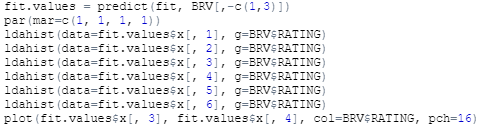 fit.values = predict(fit, BRV[,-c(1,3)])
par(mar=c(1, 1, 1, 1))
ldahist(data=fit.values$x[, 1], g=BRV$RATING)
ldahist(data=fit.values$x[, 2], g=BRV$RATING)
ldahist(data=fit.values$x[, 3], g=BRV$RATING)
ldahist(data=fit.values$x[, 4], g=BRV$RATING)
ldahist(data=fit.values$x[, 5], g=BRV$RATING)
ldahist(data=fit.values$x[, 6], g=BRV$RATING)
plot(fit.values$x[, 3], fit.values$x[, 4], col=BRV$RATING, pch=16)